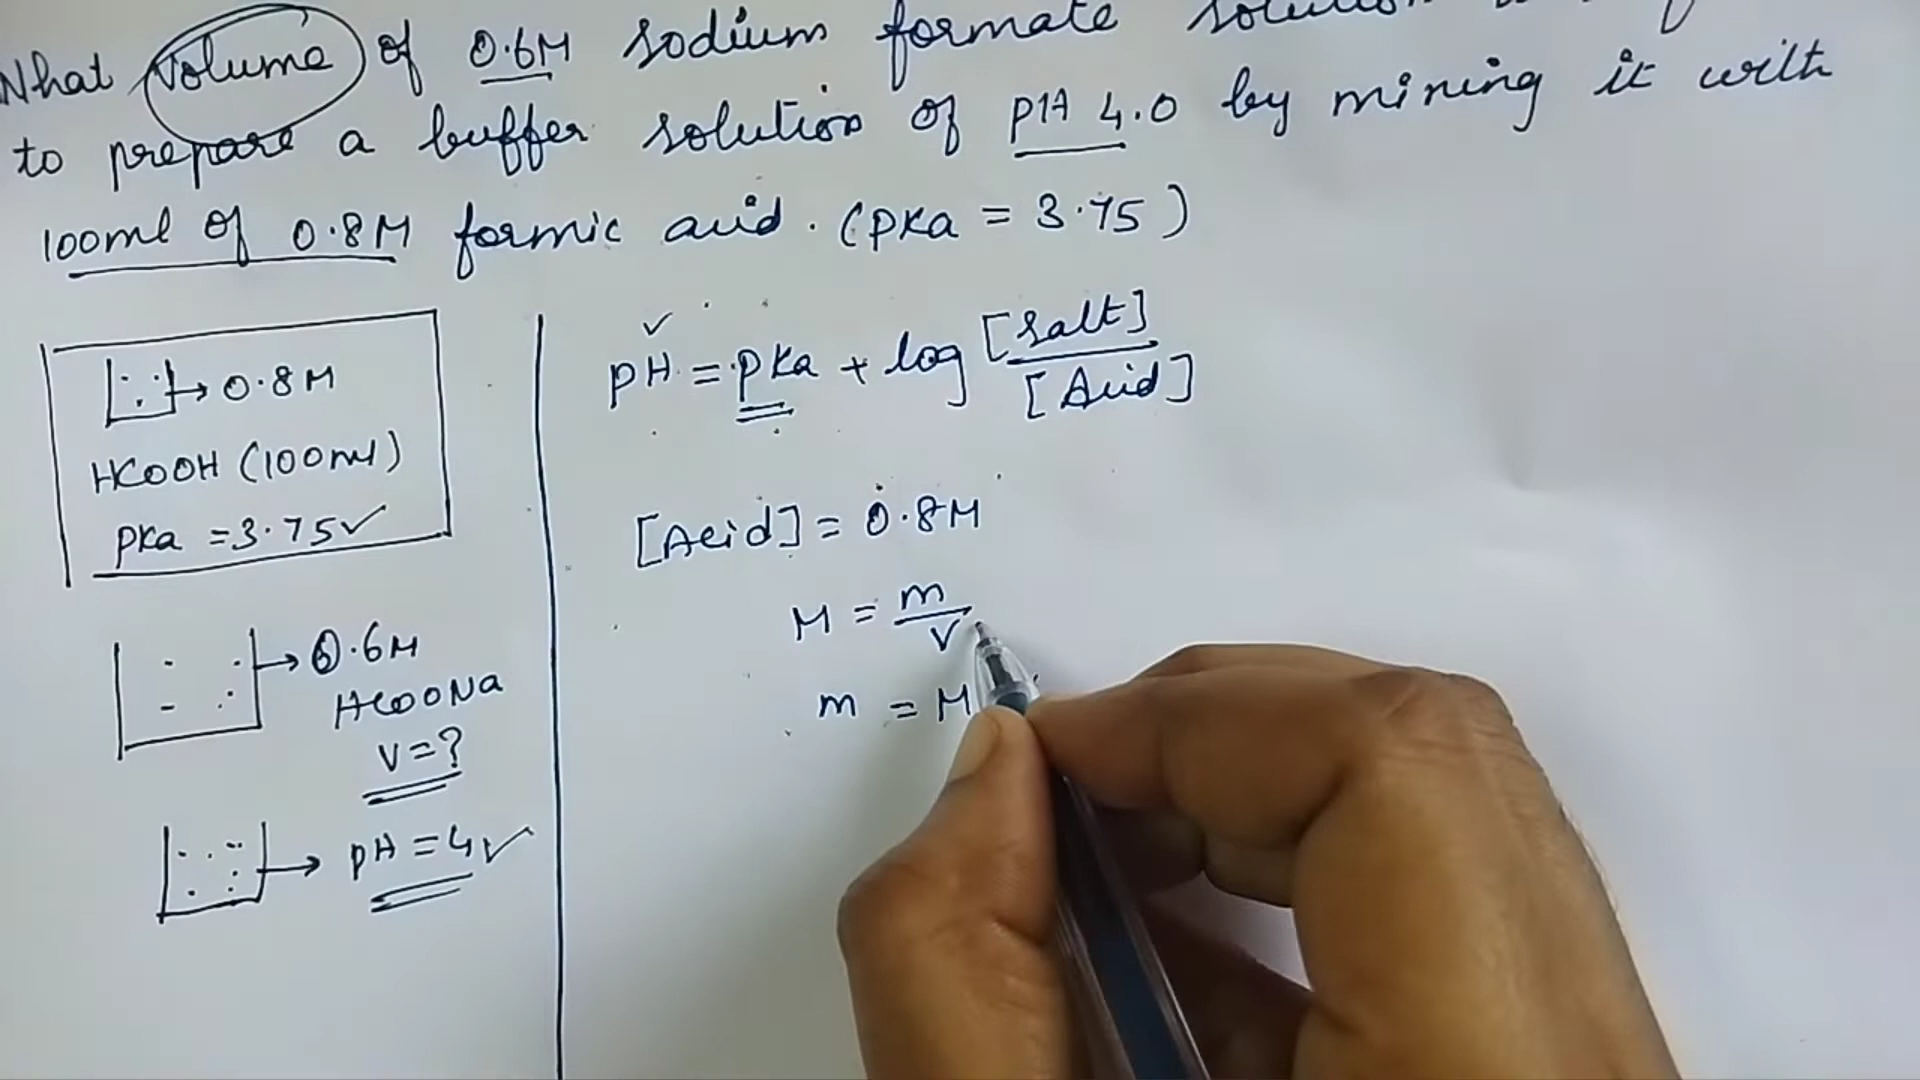 What volume of 0.6M sodium formate solution
to prepare a buffer solution of pH 4.0 by mixing it with
100ml of 0.8M formic acid. (pKa = 3.75)
→ 0.8M
HCOOH (100ml)
pKa = 3.75 ✓
→ 0.6M
HCOONa
V = ?
→ pH = 4 ✓
✓
pH = pKa + log [Salt]
[Acid]
[Acid] = 0.8M
M = m
V
m = M